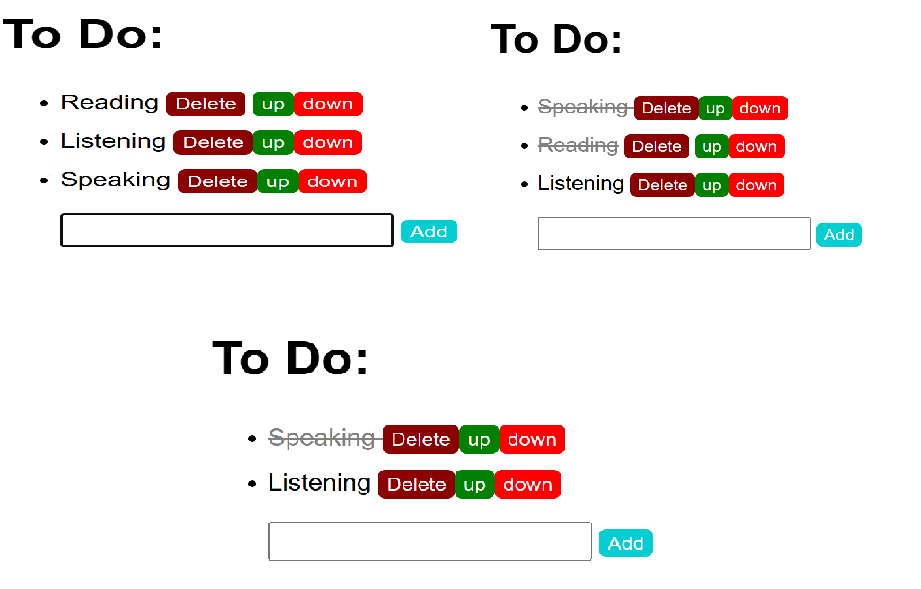 To Do:
• Reading Delete up down
• Listening Delete up down
• Speaking Delete up down
Add
To Do:
• Speaking Delete up down
• Reading Delete up down
• Listening Delete up down
Add
To Do:
• Speaking Delete up down
• Listening Delete up down
Add